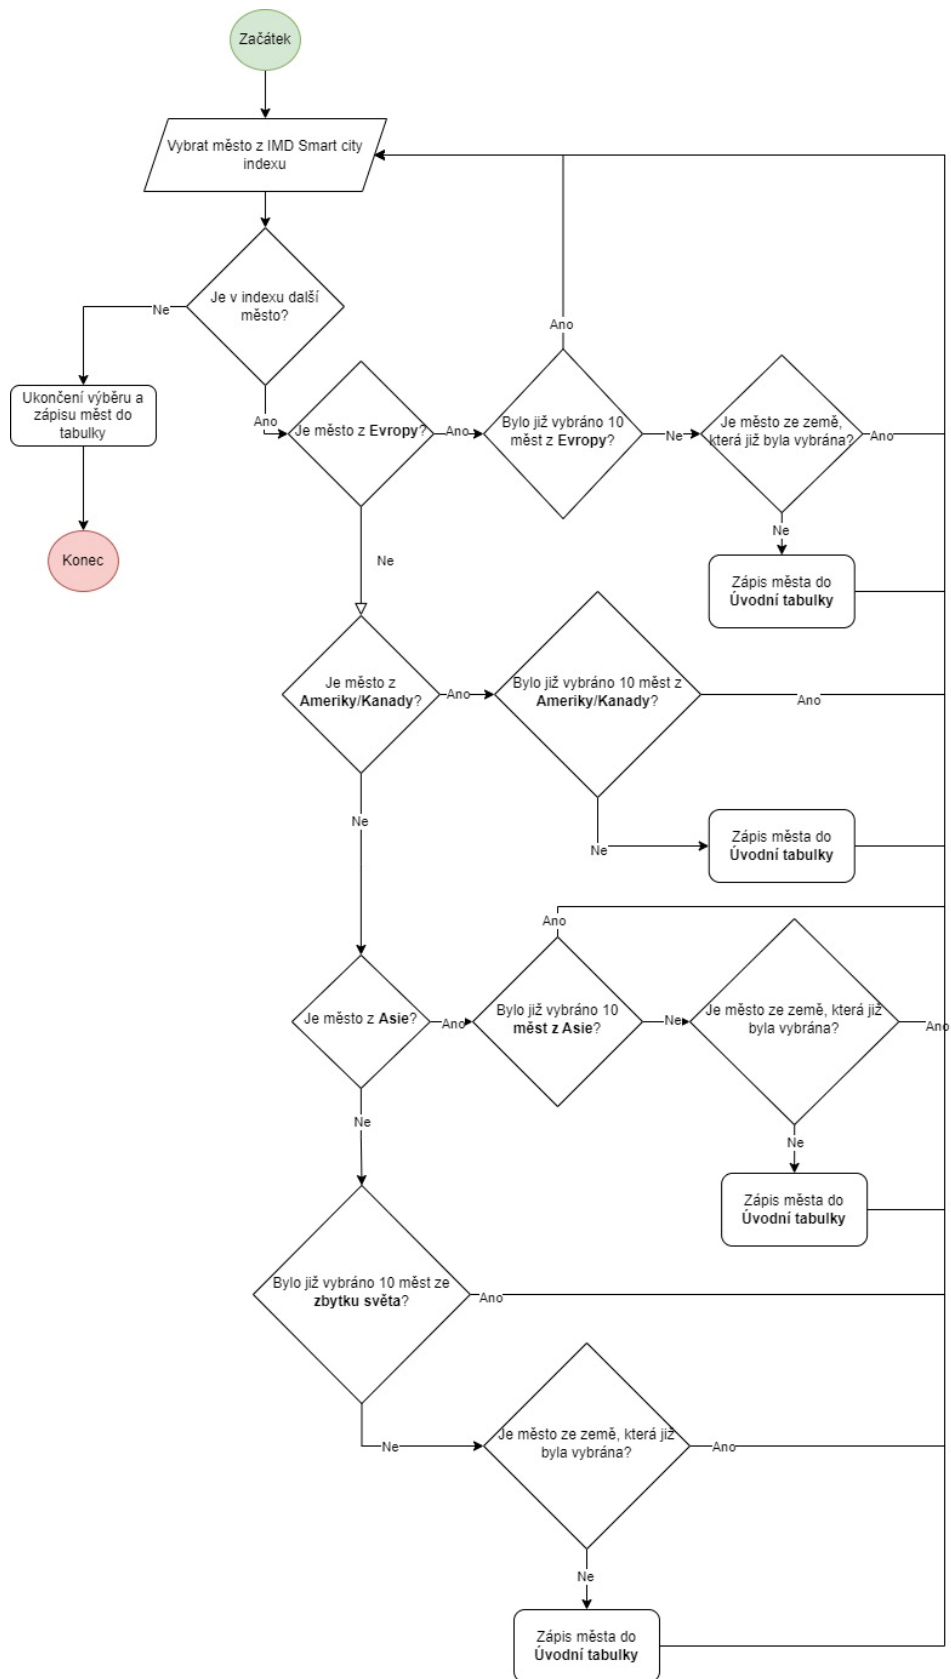 Začátek
Vybrat město z IMD Smart city
indexu
Je v indexu další
město?
Ne
Ano
Ukončení výběru a
zápisu měst do
tabulky
Konec
Je město z Evropy?
Ano
Bylo již vybráno 10
měst z Evropy?
Ano
Ne
Je město ze země,
která již byla vybrána?
Ano
Ne
Zápis města do
Úvodní tabulky
Ne
Je město z
Ameriky/Kanady?
Ano
Bylo již vybráno 10 měst z
Ameriky/Kanady?
Ano
Ne
Zápis města do
Úvodní tabulky
Ne
Je město z Asie?
Ano
Bylo již vybráno 10
měst z Asie?
Ano
Ne
Je město ze země, která již
byla vybrána?
Ano
Ne
Zápis města do
Úvodní tabulky
Ne
Bylo již vybráno 10 měst ze
zbytku světa?
Ano
Ne
Je město ze země, která již
byla vybrána?
Ano
Ne
Zápis města do
Úvodní tabulky